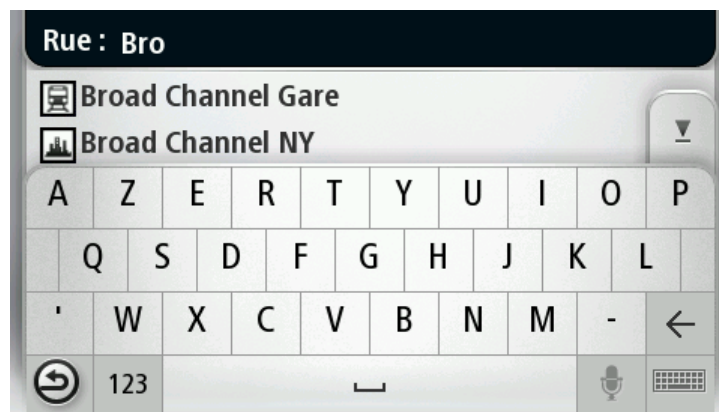 Rue : Bro
Broad Channel Gare
Broad Channel NY
A Z E R T Y U I O P
Q S D F G H J K L
' W X C V B N M -
123